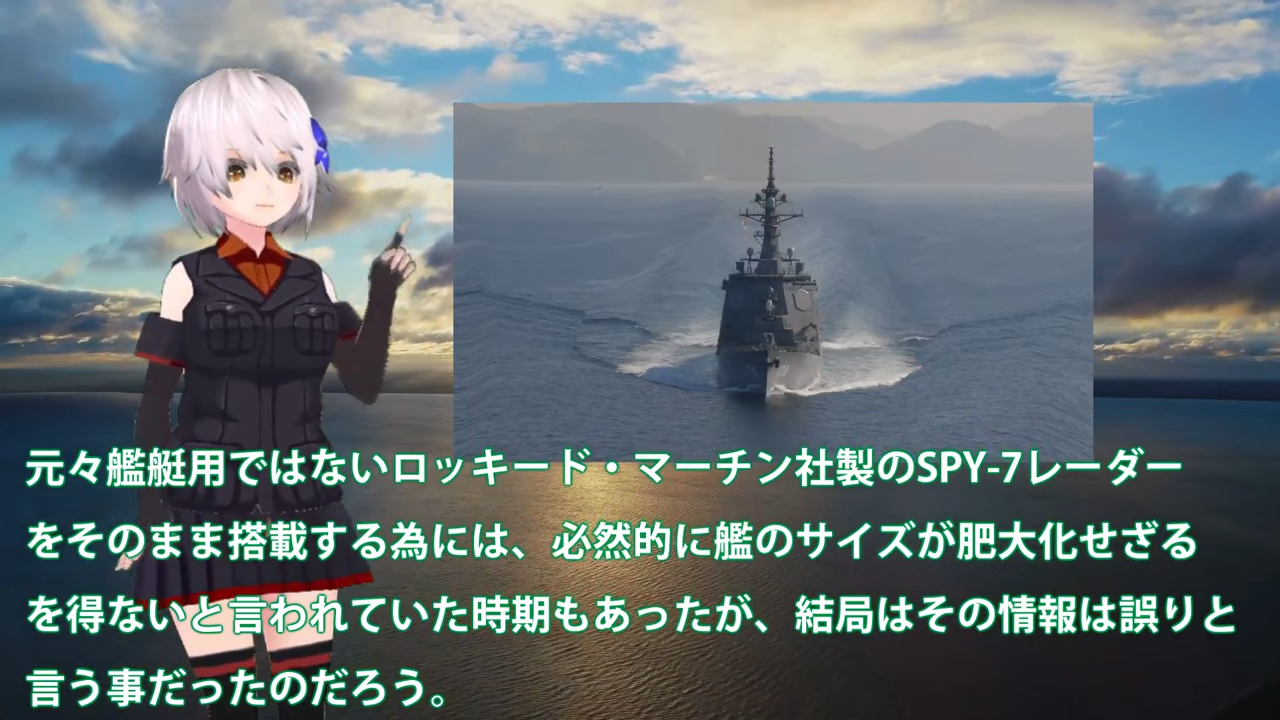 元々艦艇用ではないロッキード・マーチン社製のSPY-7レーダー
をそのまま搭載する為には、必然的に艦のサイズが肥大化せざる
を得ないと言われていた時期もあったが、結局はその情報は誤りと
言う事だったのだろう。